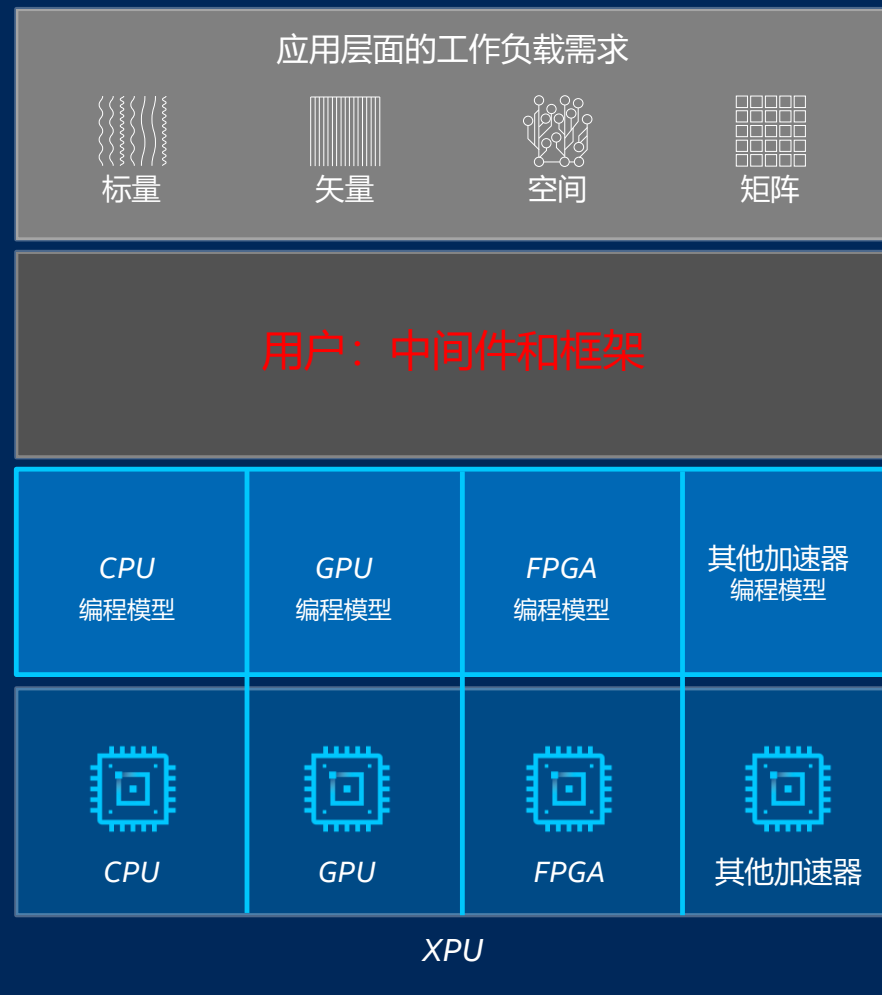 应用层面的工作负载需求
标量 矢量 空间 矩阵
用户：中间件和框架
CPU
编程模型
GPU
编程模型
FPGA
编程模型
其他加速器
编程模型
CPU GPU FPGA 其他加速器
XPU